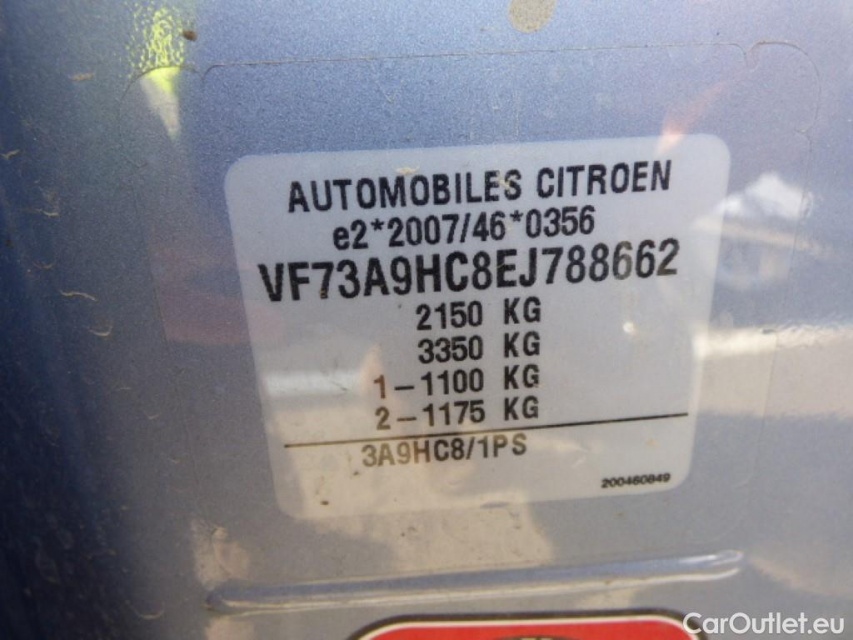 AUTOMOBILES CITROEN
e2*2007/46*0356
VF73A9HC8EJ788662
2150 KG
3350 KG
1-1100 KG
2-1175 KG
3A9HC8/1PS
200460849
CarOutlet.eu